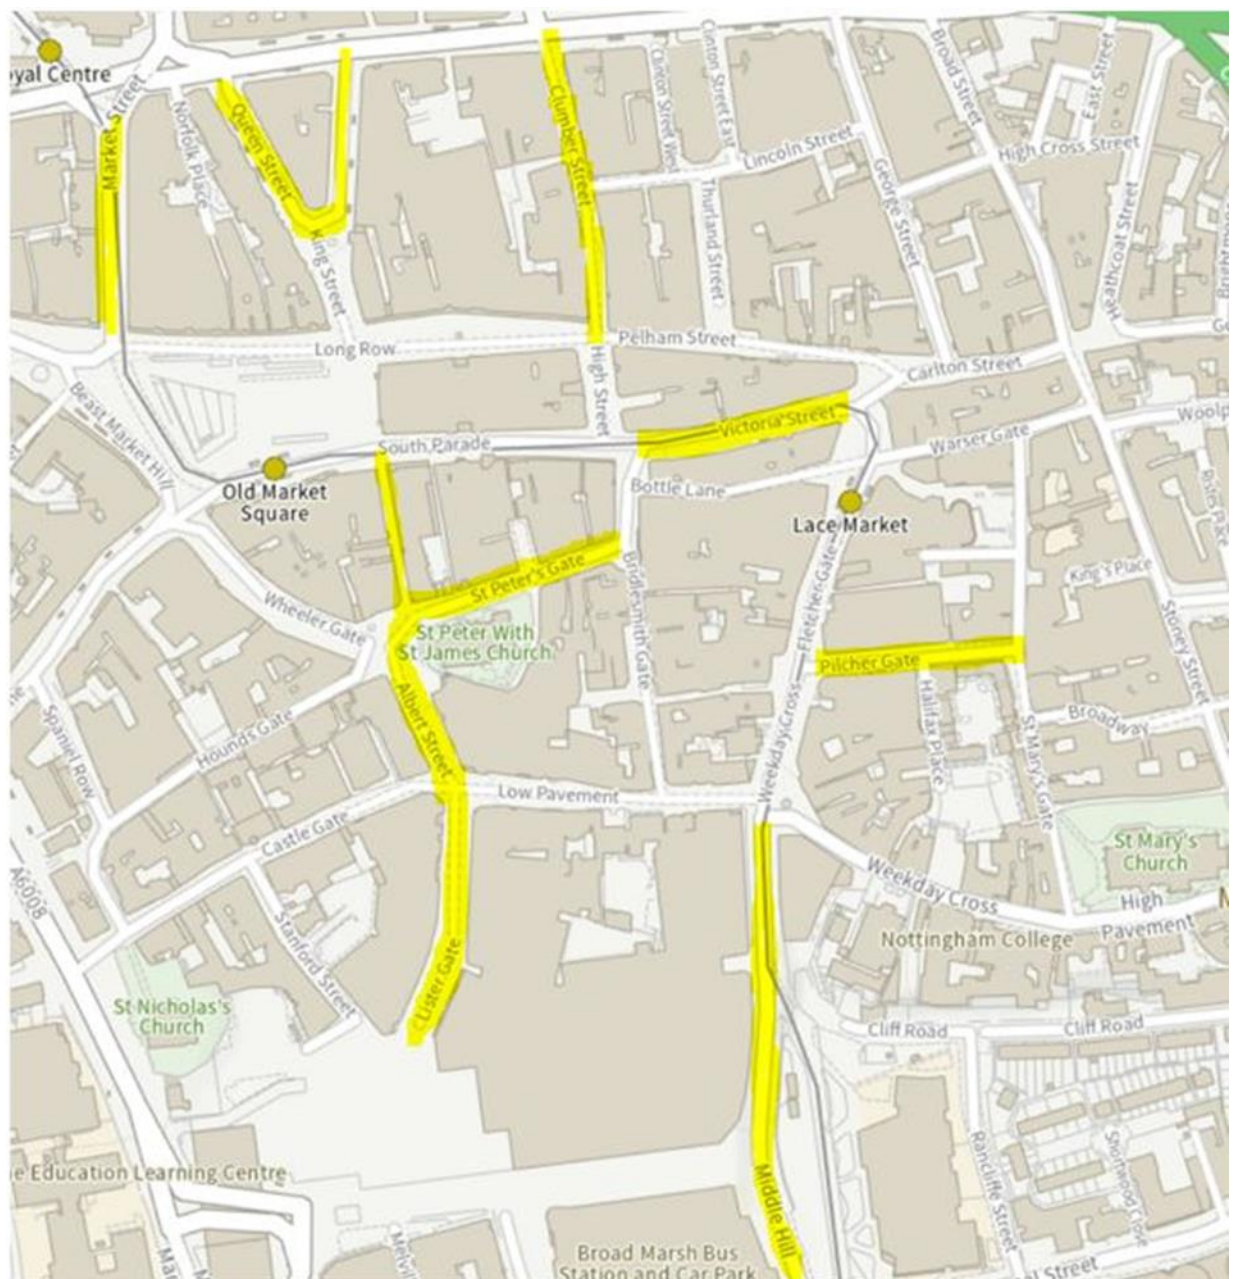 yal Centre
Market Street
Norfolk Place
Queen Street
King Street
Clumber Street
Clinton Street West
Clinton Street East
Lincoln Street
Thurland Street
George Street
Broad Street
East Street
High Cross Street
Heathcoat Street
Long Row
Pelham Street
High Street
Carlton Street
Beast Market Hill
South Parade
Victoria Street
Warser Gate
Woolp
Old Market
Square
Bottle Lane
Lace Market
St Peter's Gate
Bridlesmith Gate
Fletcher Gate
King's Place
Wheeler Gate
St Peter With
St James Church
Pilcher Gate
Stoney Street
Albert Street
Halifax Place
St Mary's Gate
Broadway
Spaniel Row
Hounds Gate
Weekday Cross
Low Pavement
Castle Gate
St Mary's
Church
A6008
Weekday Cross
High
Pavement
Stanford Street
Lister Gate
Nottingham College
St Nicholas's
Church
Cliff Road
Cliff Road
e Education Learning Centre
Middle Hill
Rancliffe Street
Shortwood Close
Broad Marsh Bus
Station and Car Park